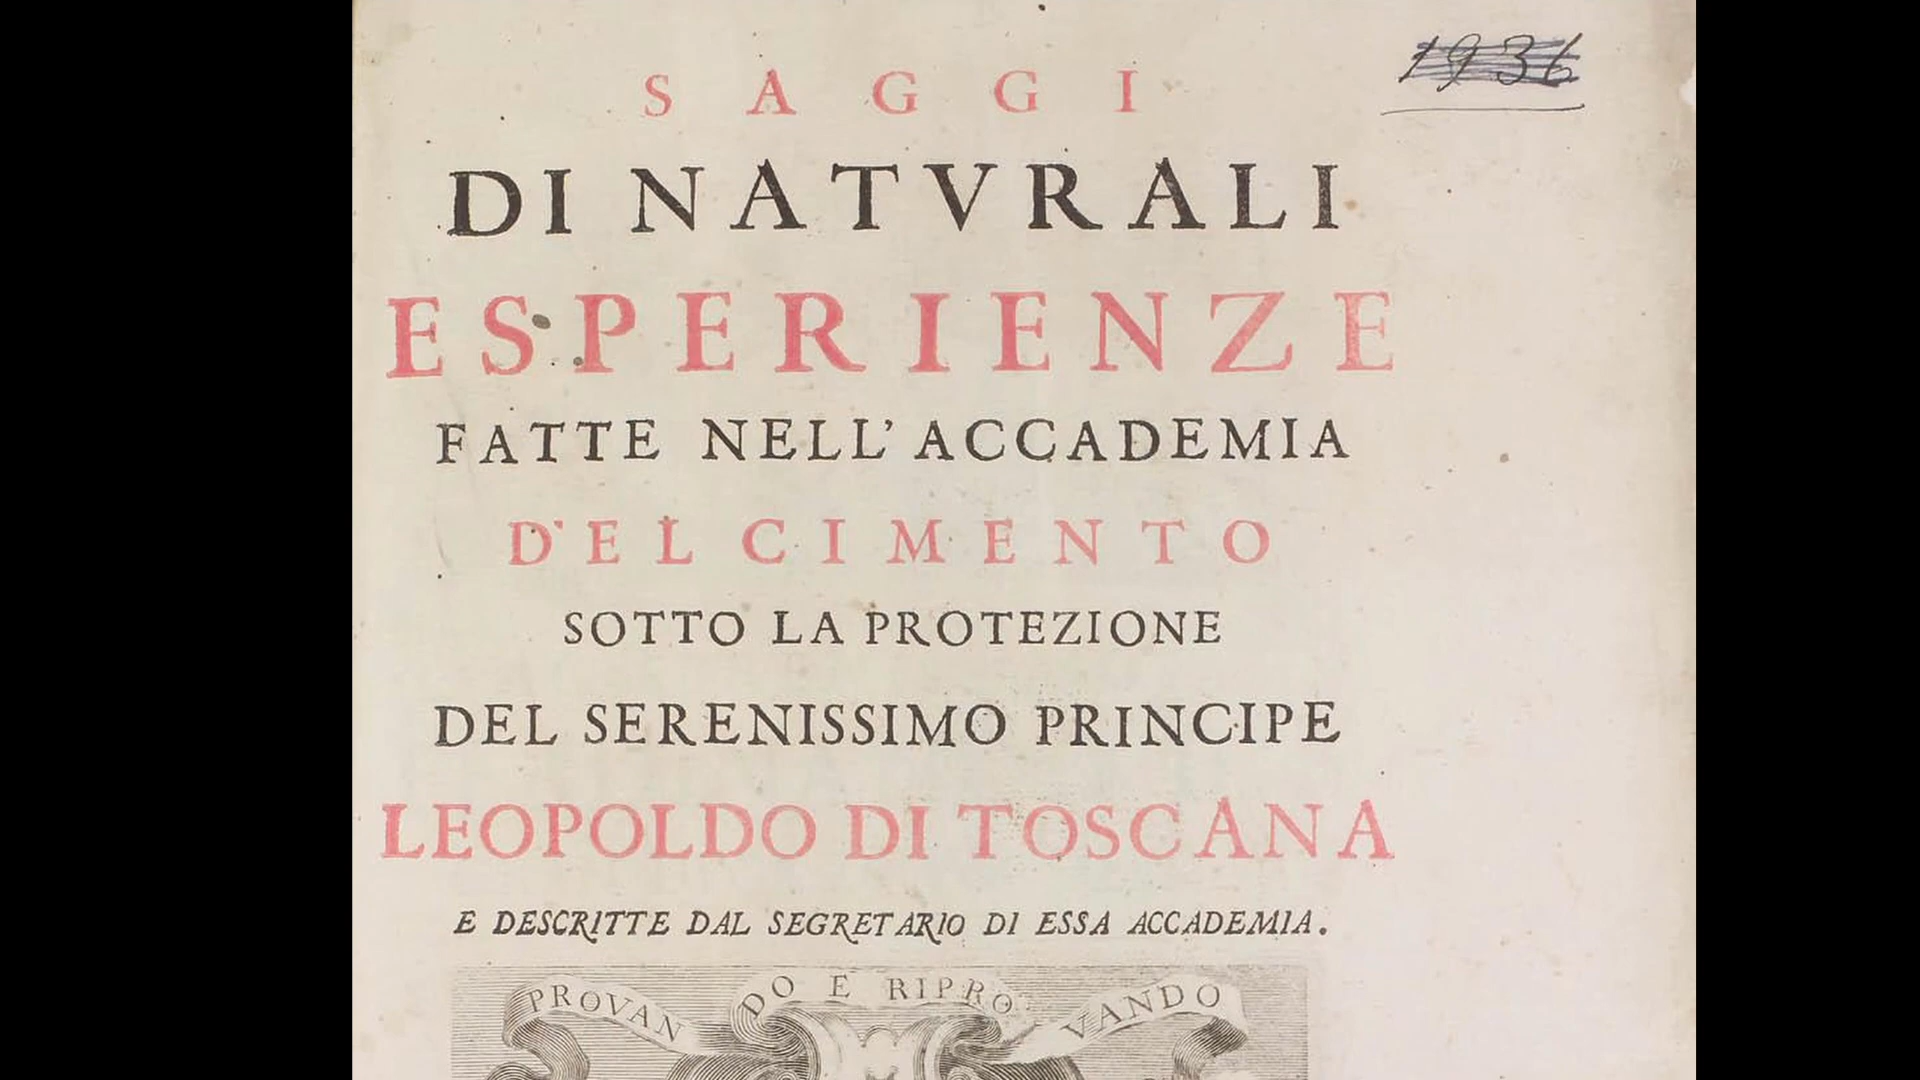 1936
SAGGI
DI NATVRALI
ESPERIENZE
FATTE NELL'ACCADEMIA
DEL CIMENTO
SOTTO LA PROTEZIONE
DEL SERENISSIMO PRINCIPE
LEOPOLDO DI TOSCANA
E DESCRITTE DAL SEGRETARIO DI ESSA ACCADEMIA.
PROVANDO E RIPROVANDO